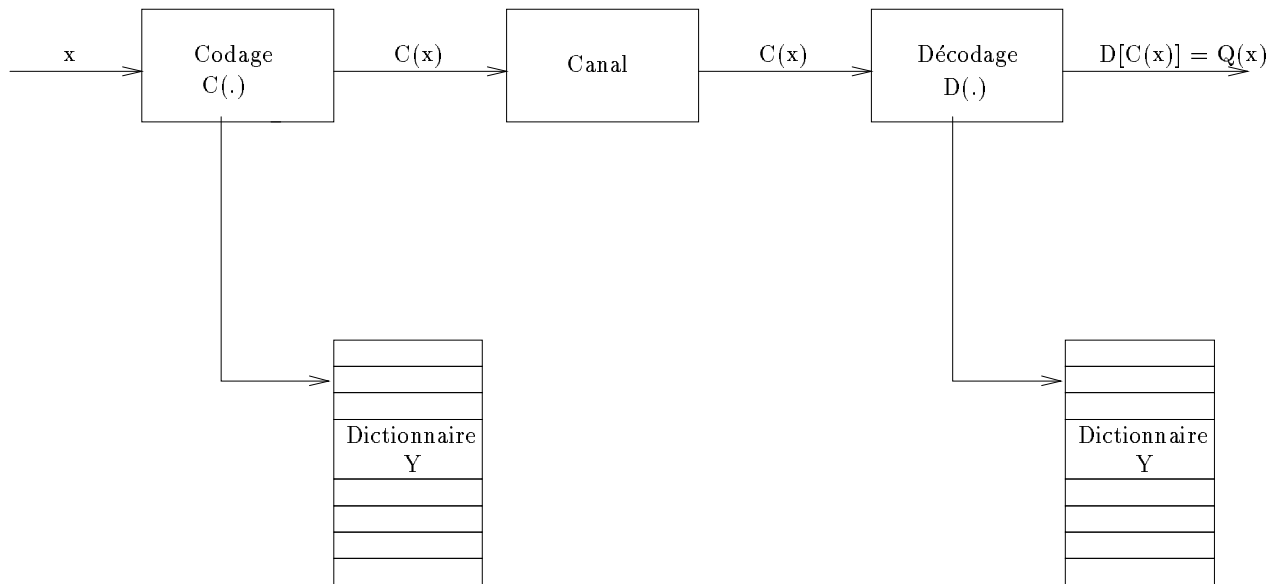 x
Codage
C(.)
C(x)
Canal
C(x)
Décodage
D(.)
D[C(x)] = Q(x)
Dictionnaire
Y
Dictionnaire
Y